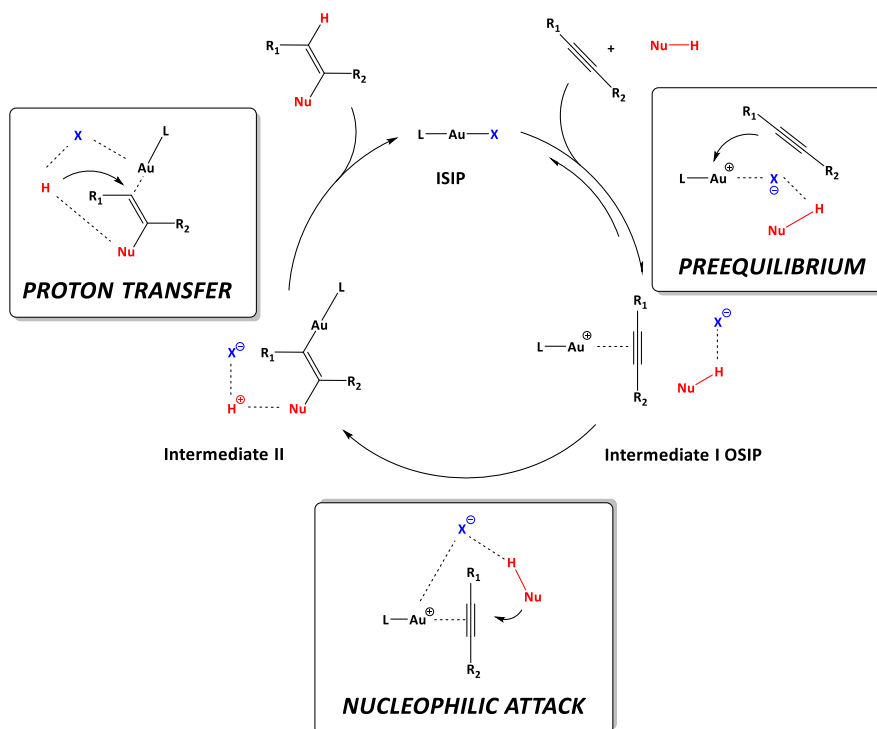 H
R1
R2
Nu
R1
R2
+
Nu—H
L—Au—X
ISIP
X
L
H
Au
R1
R2
Nu
PROTON TRANSFER
R1
R2
L—Au⊕
X
⊖
H
Nu
PREEQUILIBRIUM
L
Au
R1
R2
X⊖
H⊕
Nu
Intermediate II
R1
L—Au⊕
R2
X⊖
H
Nu
Intermediate I OSIP
X⊖
H
R1
Nu
L—Au⊕
R2
NUCLEOPHILIC ATTACK